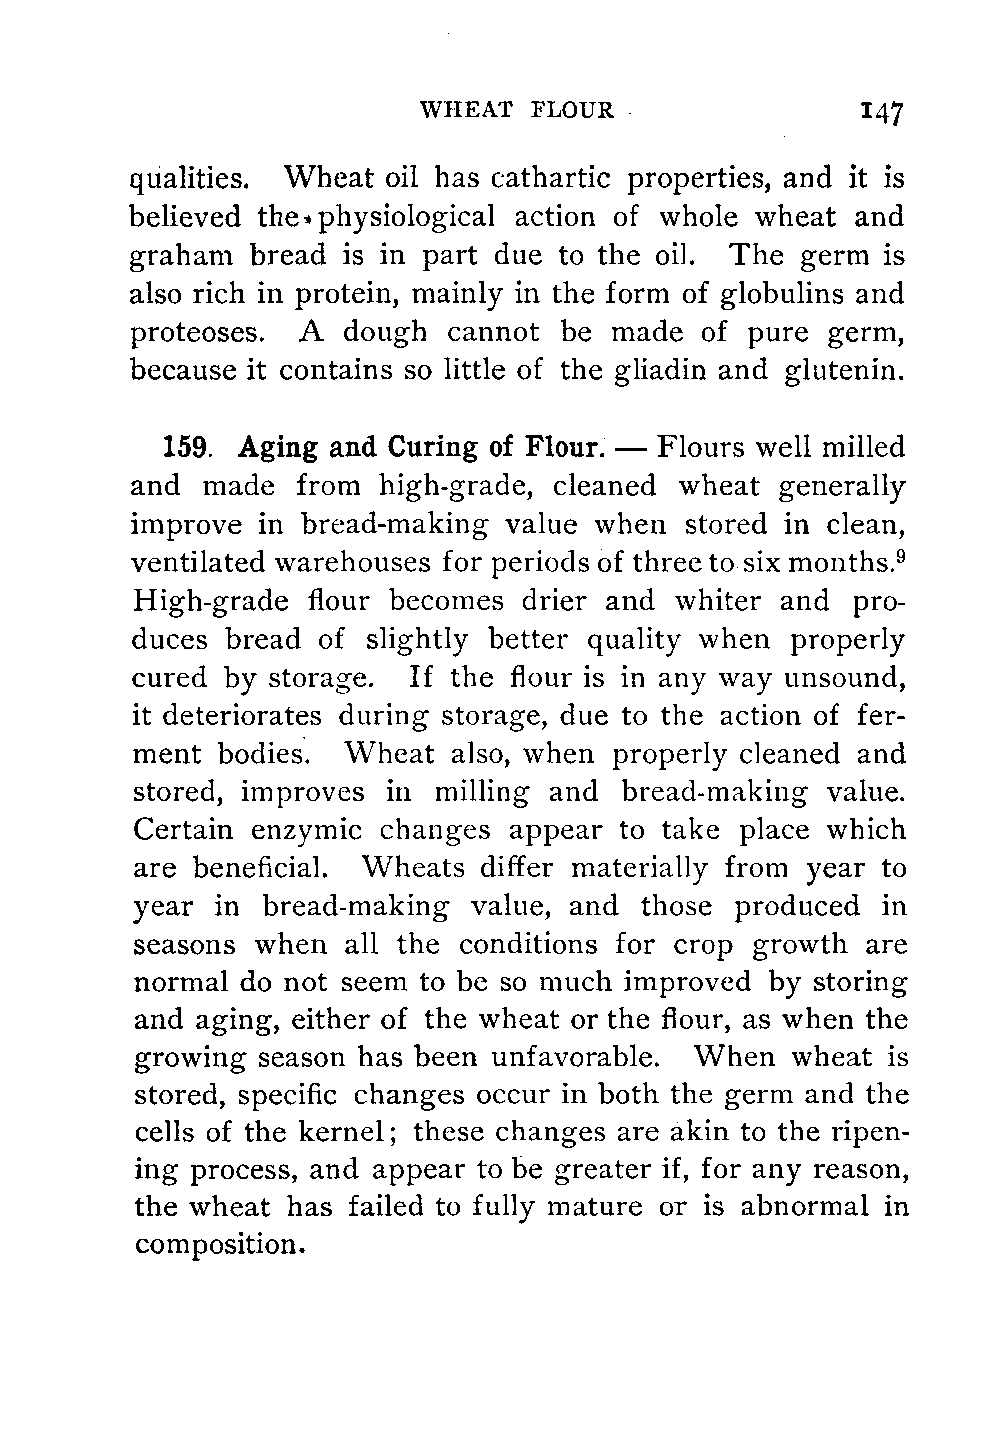 WHEAT FLOUR 147
qualities. Wheat oil has cathartic properties, and it is
believed the physiological action of whole wheat and
graham bread is in part due to the oil. The germ is
also rich in protein, mainly in the form of globulins and
proteoses. A dough cannot be made of pure germ,
because it contains so little of the gliadin and glutenin.
159. Aging and Curing of Flour. — Flours well milled
and made from high-grade, cleaned wheat generally
improve in bread-making value when stored in clean,
ventilated warehouses for periods of three to six months.⁹
High-grade flour becomes drier and whiter and pro-
duces bread of slightly better quality when properly
cured by storage. If the flour is in any way unsound,
it deteriorates during storage, due to the action of fer-
ment bodies. Wheat also, when properly cleaned and
stored, improves in milling and bread-making value.
Certain enzymic changes appear to take place which
are beneficial. Wheats differ materially from year to
year in bread-making value, and those produced in
seasons when all the conditions for crop growth are
normal do not seem to be so much improved by storing
and aging, either of the wheat or the flour, as when the
growing season has been unfavorable. When wheat is
stored, specific changes occur in both the germ and the
cells of the kernel; these changes are akin to the ripen-
ing process, and appear to be greater if, for any reason,
the wheat has failed to fully mature or is abnormal in
composition.